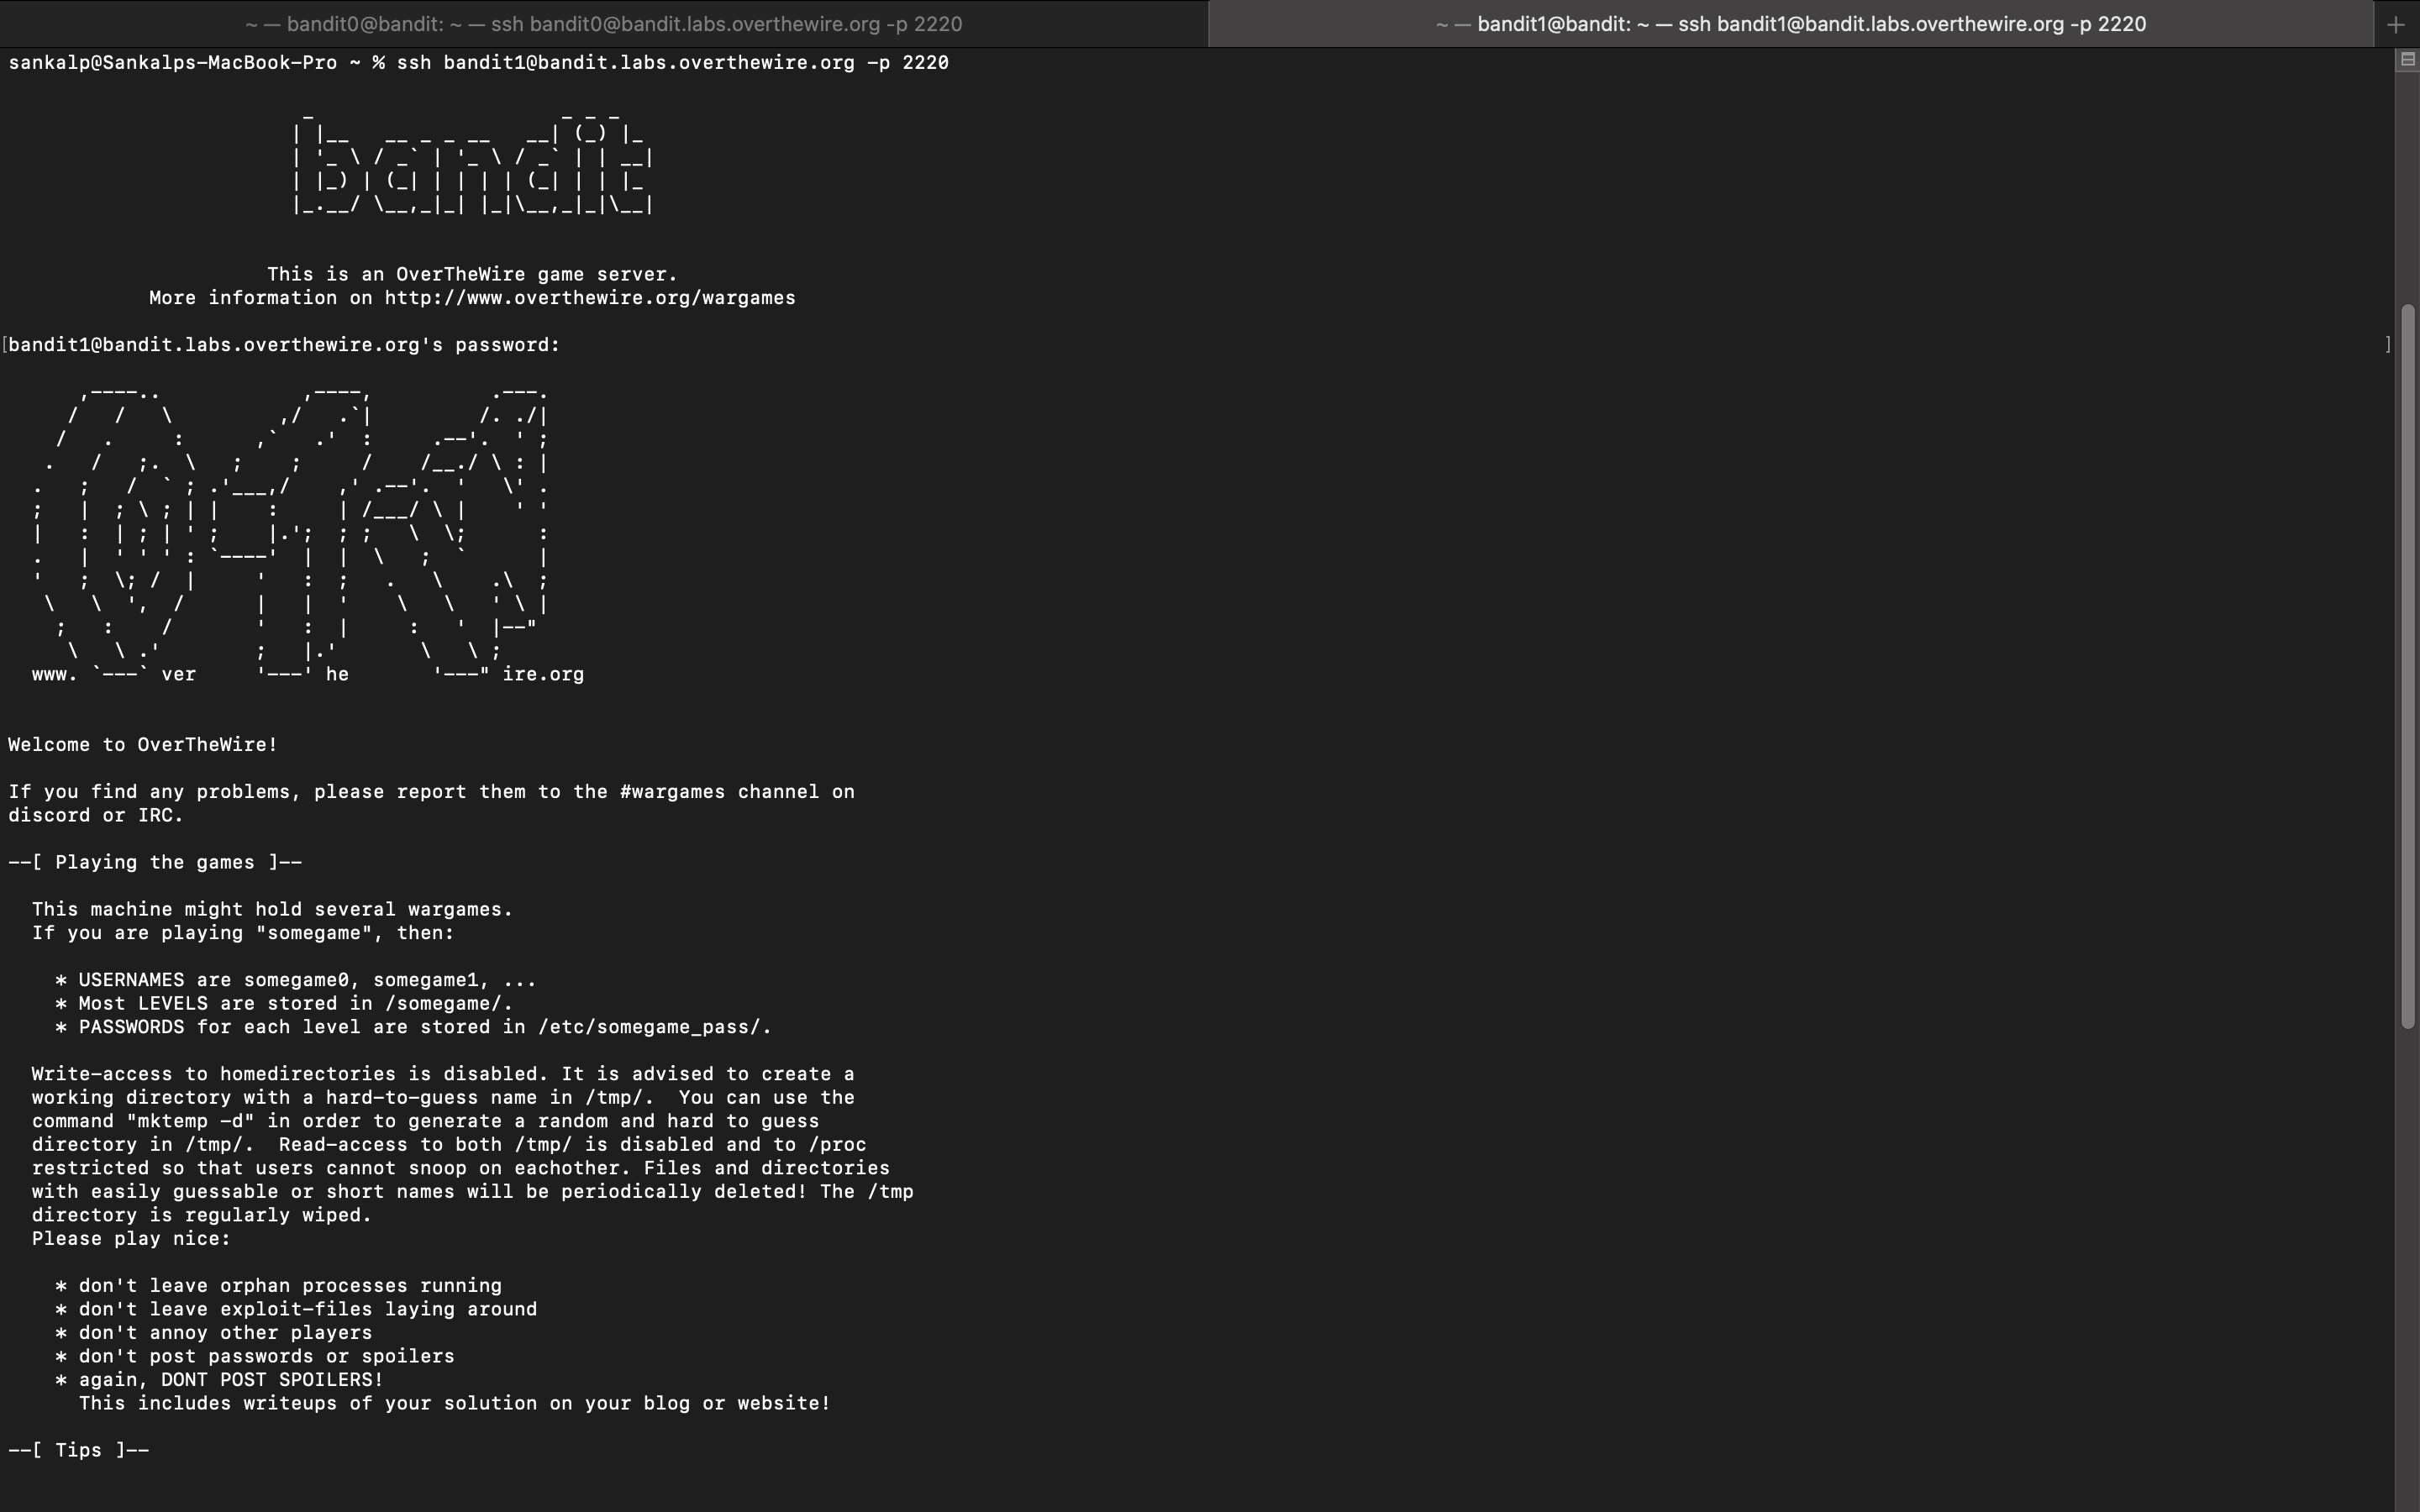 ~ — bandit0@bandit: ~ — ssh bandit0@bandit.labs.overthewire.org -p 2220
~ — bandit1@bandit: ~ — ssh bandit1@bandit.labs.overthewire.org -p 2220
sankalp@Sankalps-MacBook-Pro ~ % ssh bandit1@bandit.labs.overthewire.org -p 2220
bandit
This is an OverTheWire game server.
More information on http://www.overthewire.org/wargames
[bandit1@bandit.labs.overthewire.org's password: ]
www. ver he ire.org
Welcome to OverTheWire!
If you find any problems, please report them to the #wargames channel on
discord or IRC.
--[ Playing the games ]--
This machine might hold several wargames.
If you are playing "somegame", then:
* USERNAMES are somegame0, somegame1, ...
* Most LEVELS are stored in /somegame/.
* PASSWORDS for each level are stored in /etc/somegame_pass/.
Write-access to homedirectories is disabled. It is advised to create a
working directory with a hard-to-guess name in /tmp/.  You can use the
command "mktemp -d" in order to generate a random and hard to guess
directory in /tmp/.  Read-access to both /tmp/ is disabled and to /proc
restricted so that users cannot snoop on eachother. Files and directories
with easily guessable or short names will be periodically deleted! The /tmp
directory is regularly wiped.
Please play nice:
* don't leave orphan processes running
* don't leave exploit-files laying around
* don't annoy other players
* don't post passwords or spoilers
* again, DONT POST SPOILERS!
This includes writeups of your solution on your blog or website!
--[ Tips ]--